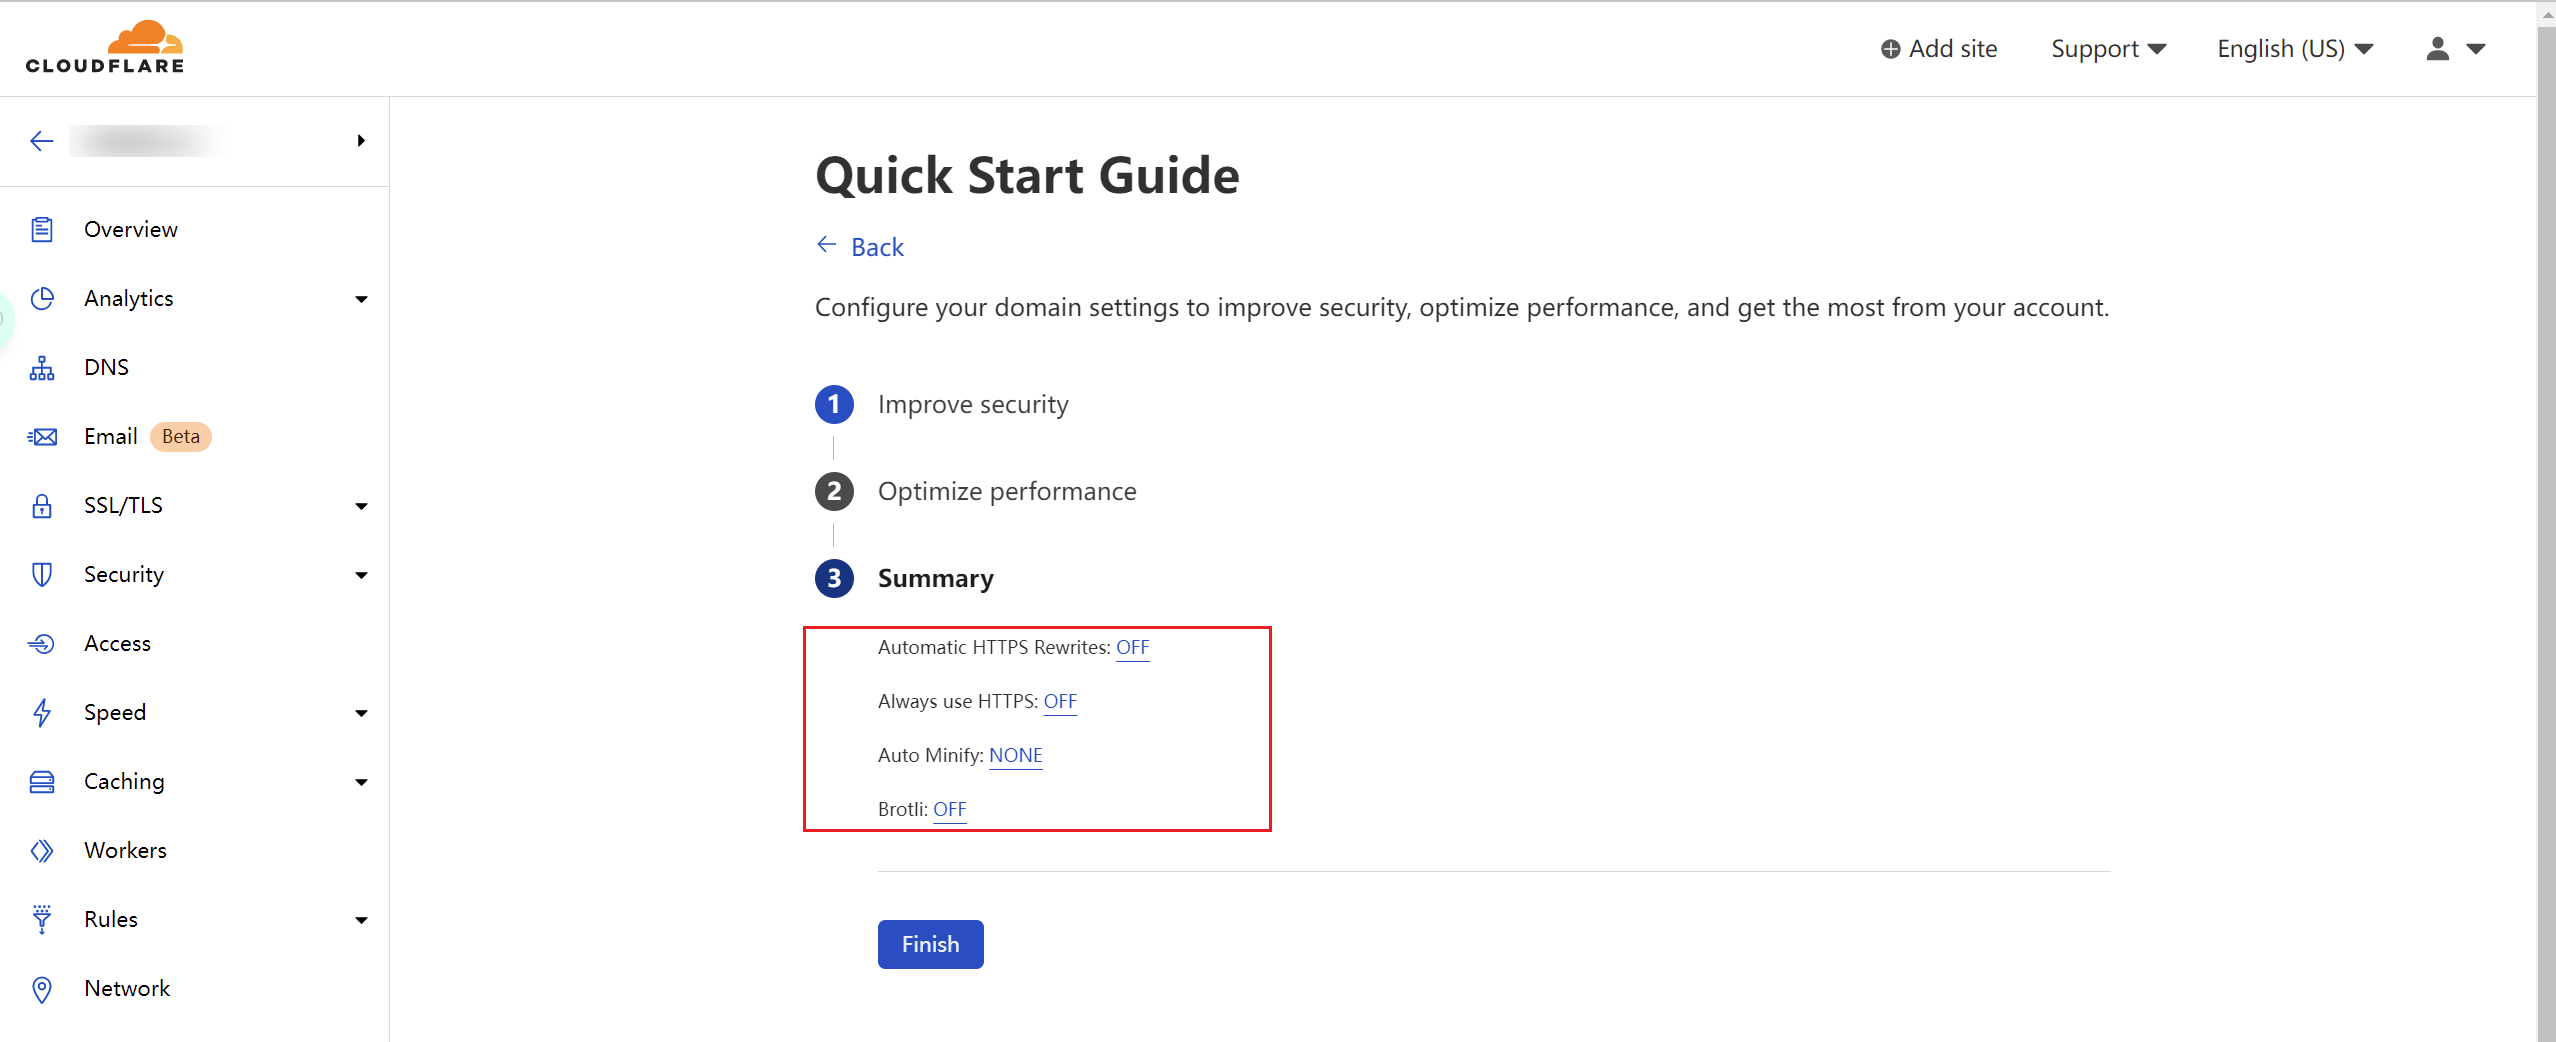 CLOUDFLARE
Add site
Support
English (US)
Overview
Analytics
DNS
Email Beta
SSL/TLS
Security
Access
Speed
Caching
Workers
Rules
Network
Quick Start Guide
Back
Configure your domain settings to improve security, optimize performance, and get the most from your account.
1 Improve security
2 Optimize performance
3 Summary
Automatic HTTPS Rewrites: OFF
Always use HTTPS: OFF
Auto Minify: NONE
Brotli: OFF
Finish